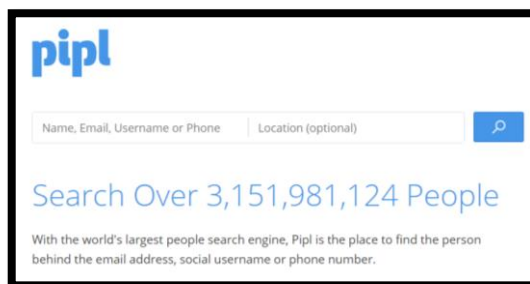 pipl
Name, Email, Username or Phone Location (optional)
Search Over 3,151,981,124 People
With the world's largest people search engine, Pipl is the place to find the person
behind the email address, social username or phone number.